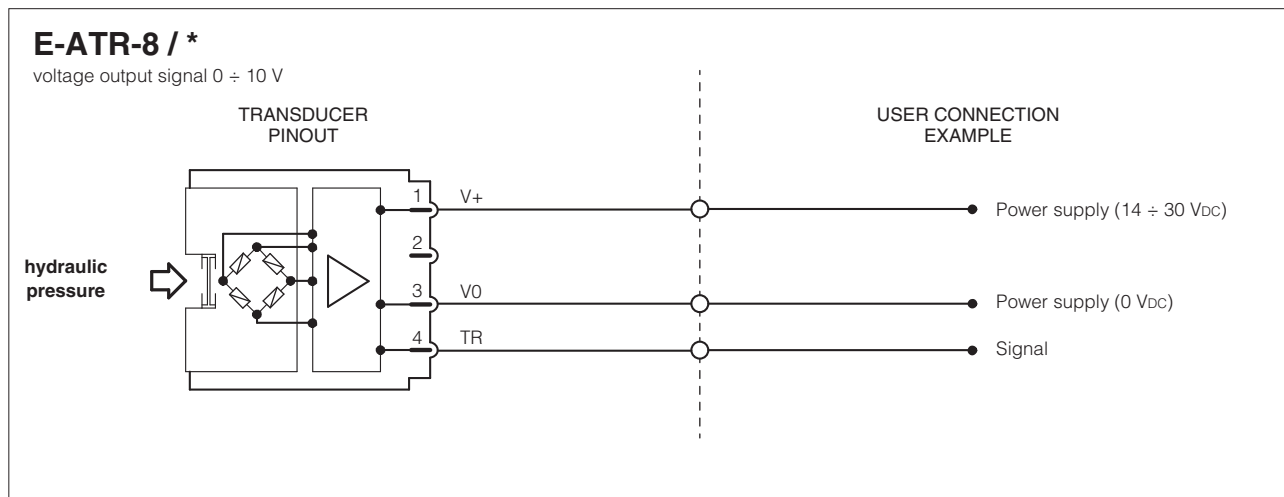 E-ATR-8 / *
voltage output signal 0 ÷ 10 V
TRANSDUCER
PINOUT
USER CONNECTION
EXAMPLE
hydraulic
pressure
1
V+
Power supply (14 ÷ 30 VDC)
2
3
V0
Power supply (0 VDC)
4
TR
Signal